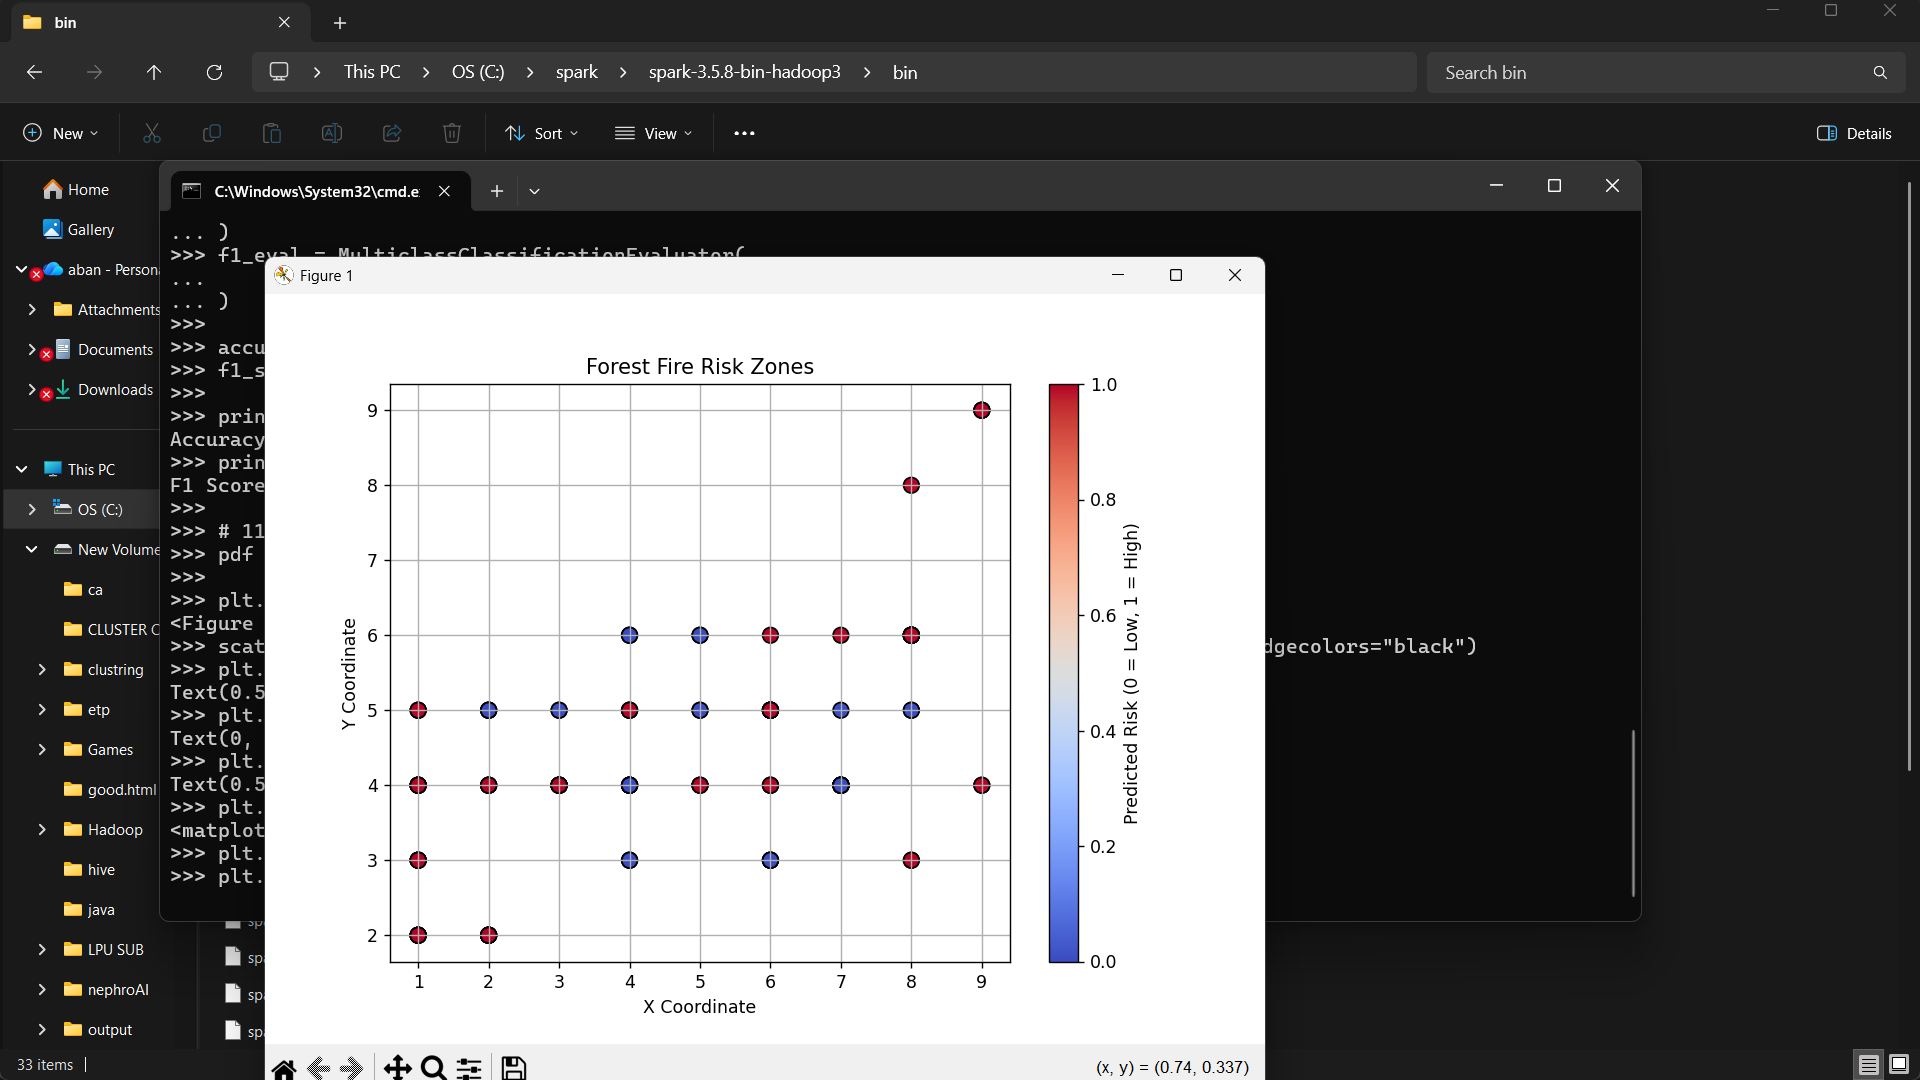 bin
This PC
OS (C:)
spark
spark-3.5.8-bin-hadoop3
bin
Search bin
New
Sort
View
Details
Home
Gallery
aban - Persona
Attachments
Documents
Downloads
This PC
OS (C:)
New Volume
ca
CLUSTER C
clustring
etp
Games
good.html
Hadoop
hive
java
LPU SUB
nephroAI
output
33 items
C:\Windows\System32\cmd.e
... )
>>> f1_eval = MulticlassClassificationEvaluator(
...
... )
>>>
>>> accu
>>> f1_s
>>>
>>> prin
Accuracy
>>> prin
F1 Score
>>>
>>> # 11
>>> pdf
>>>
>>> plt.
<Figure
>>> scat
dgecolors="black")
>>> plt.
Text(0.5
>>> plt.
Text(0,
>>> plt.
Text(0.5
>>> plt.
<matplot
>>> plt.
>>> plt.
sp
spa
spa
spa
Figure 1
Forest Fire Risk Zones
9
8
7
6
5
4
3
2
Y Coordinate
1 2 3 4 5 6 7 8 9
X Coordinate
1.0
0.8
0.6
0.4
0.2
0.0
Predicted Risk (0 = Low, 1 = High)
(x, y) = (0.74, 0.337)